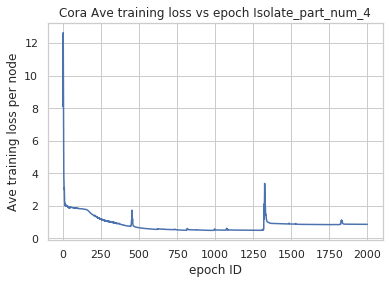 Cora Ave training loss vs epoch Isolate_part_num_4
Ave training loss per node
12
10
8
6
4
2
0
0 250 500 750 1000 1250 1500 1750 2000
epoch ID